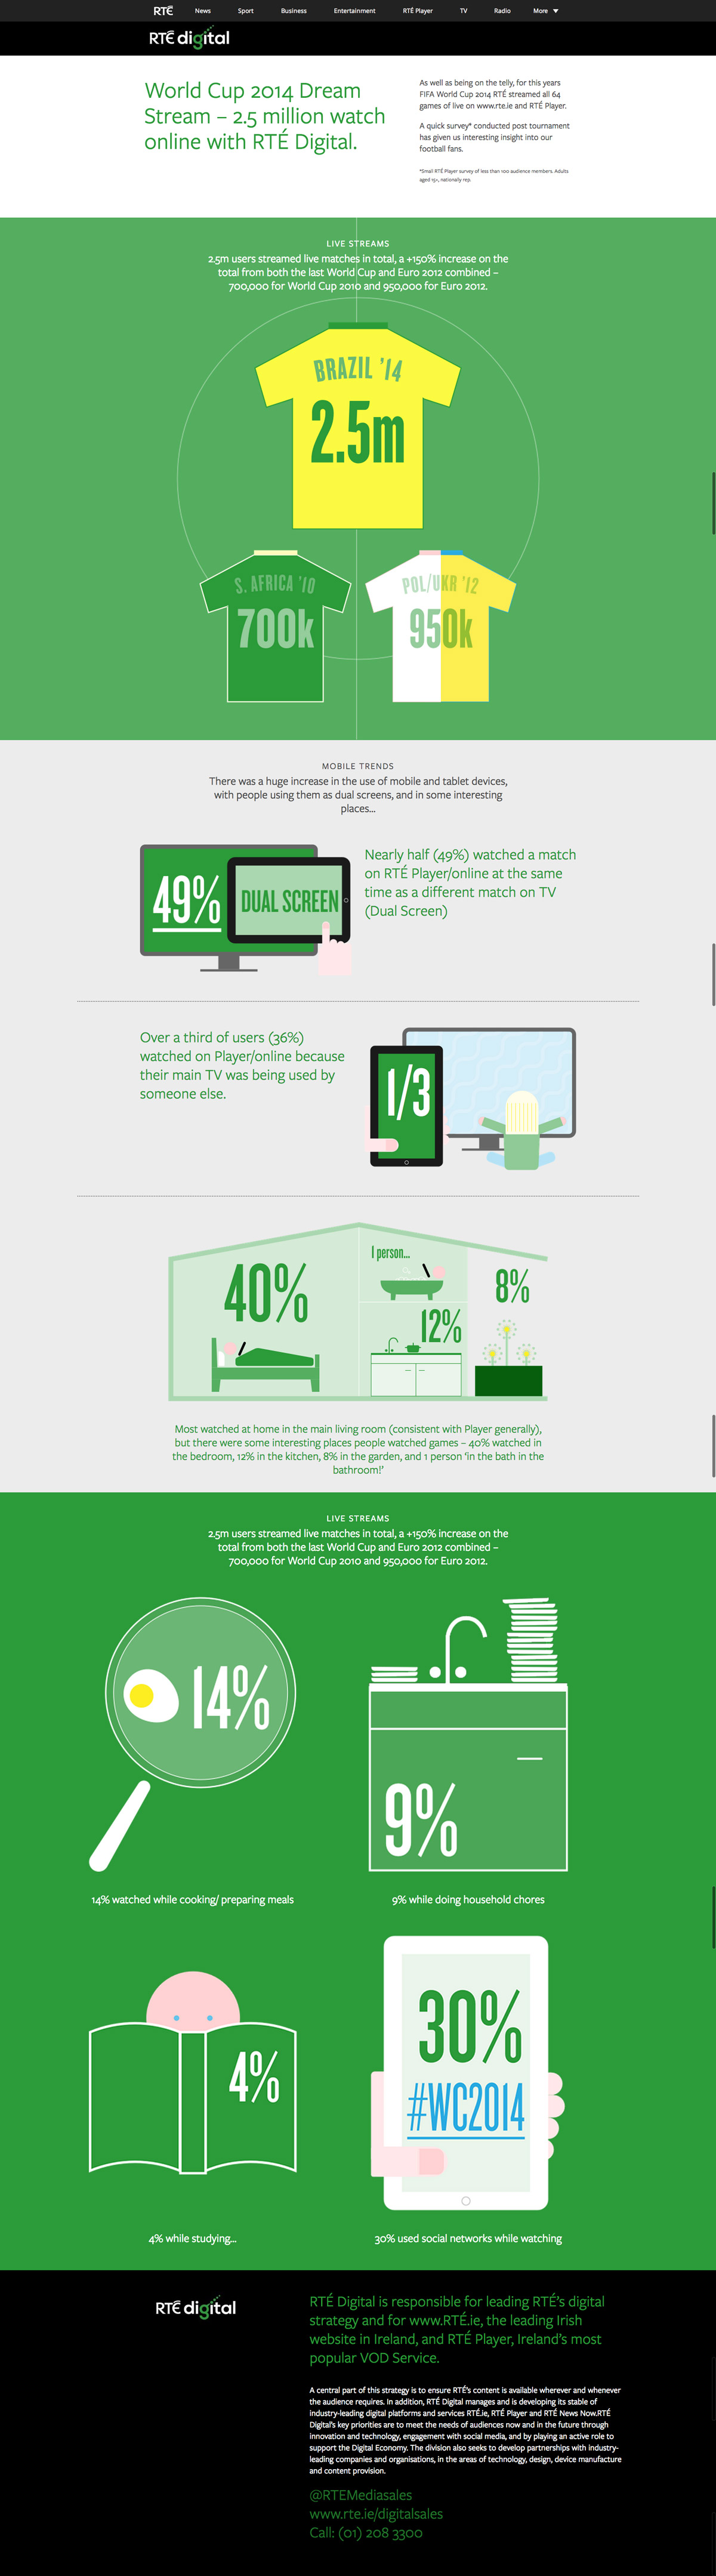 RTÉ News Sport Business Entertainment RTÉ Player TV Radio More
RTÉ digital
World Cup 2014 Dream
Stream – 2.5 million watch
online with RTÉ Digital.
As well as being on the telly, for this years
FIFA World Cup 2014 RTÉ streamed all 64
games of live on www.rte.ie and RTÉ Player.
A quick survey* conducted post tournament
has given us interesting insight into our
football fans.
*Small RTÉ Player survey of less than 100 audience members. Adults
aged 15+, nationally rep.
LIVE STREAMS
2.5m users streamed live matches in total, a +150% increase on the
total from both the last World Cup and Euro 2012 combined –
700,000 for World Cup 2010 and 950,000 for Euro 2012.
BRAZIL '14
2.5m
S. AFRICA '10
700k
POL/UKR '12
950k
MOBILE TRENDS
There was a huge increase in the use of mobile and tablet devices,
with people using them as dual screens, and in some interesting
places...
49%
DUAL SCREEN
Nearly half (49%) watched a match
on RTÉ Player/online at the same
time as a different match on TV
(Dual Screen)
Over a third of users (36%)
watched on Player/online because
their main TV was being used by
someone else.
1/3
40%
1 person...
12%
8%
Most watched at home in the main living room (consistent with Player generally),
but there were some interesting places people watched games – 40% watched in
the bedroom, 12% in the kitchen, 8% in the garden, and 1 person ‘in the bath in the
bathroom!’
LIVE STREAMS
2.5m users streamed live matches in total, a +150% increase on the
total from both the last World Cup and Euro 2012 combined –
700,000 for World Cup 2010 and 950,000 for Euro 2012.
14%
9%
14% watched while cooking/ preparing meals
9% while doing household chores
4%
30%
#WC2014
4% while studying...
30% used social networks while watching
RTÉ digital
RTÉ Digital is responsible for leading RTÉ's digital
strategy and for www.RTÉ.ie, the leading Irish
website in Ireland, and RTÉ Player, Ireland's most
popular VOD Service.
A central part of this strategy is to ensure RTÉ's content is available wherever and whenever
the audience requires. In addition, RTÉ Digital manages and is developing its stable of
industry-leading digital platforms and services RTÉ.ie, RTÉ Player and RTÉ News Now.RTÉ
Digital's key priorities are to meet the needs of audiences now and in the future through
innovation and technology, engagement with social media, and by playing an active role to
support the Digital Economy. The division also seeks to develop partnerships with industry-
leading companies and organisations, in the areas of technology, design, device manufacture
and content provision.
@RTEMediasales
www.rte.ie/digitalsales
Call: (01) 208 3300